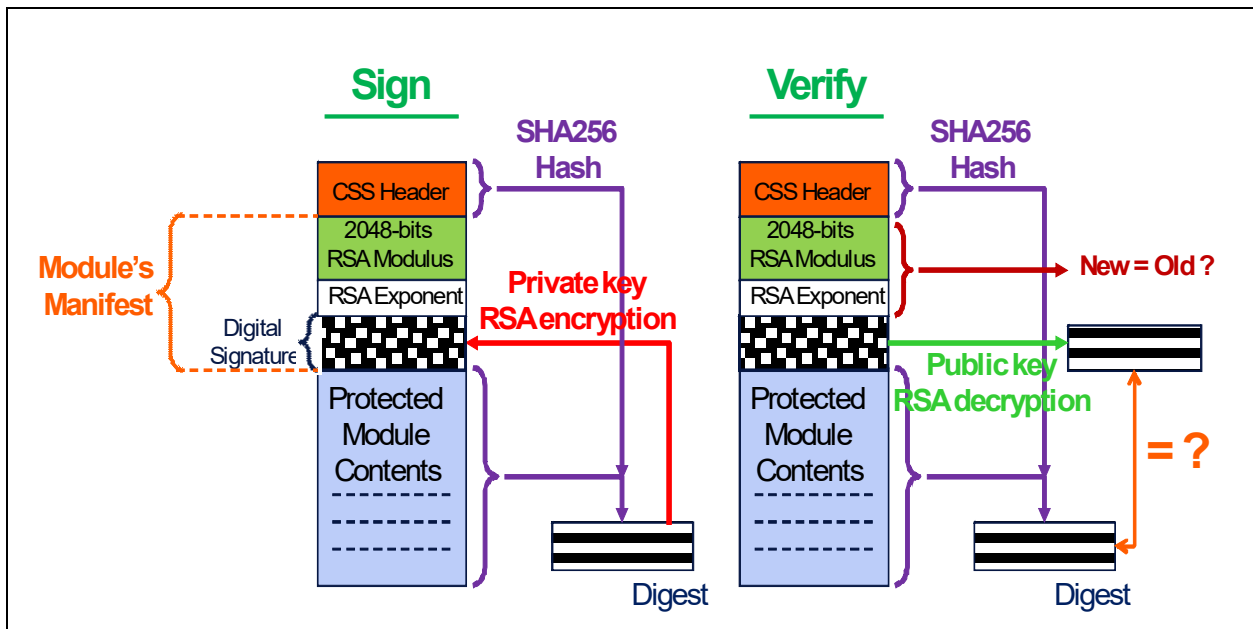 Sign
SHA256
Hash
CSS Header
2048-bits
RSA Modulus
RSA Exponent
Module's
Manifest
Digital
Signature
Private key
RSA encryption
Protected
Module
Contents
Digest
Verify
SHA256
Hash
CSS Header
2048-bits
RSA Modulus
RSA Exponent
New = Old ?
Public key
RSA decryption
Protected
Module
Contents
= ?
Digest